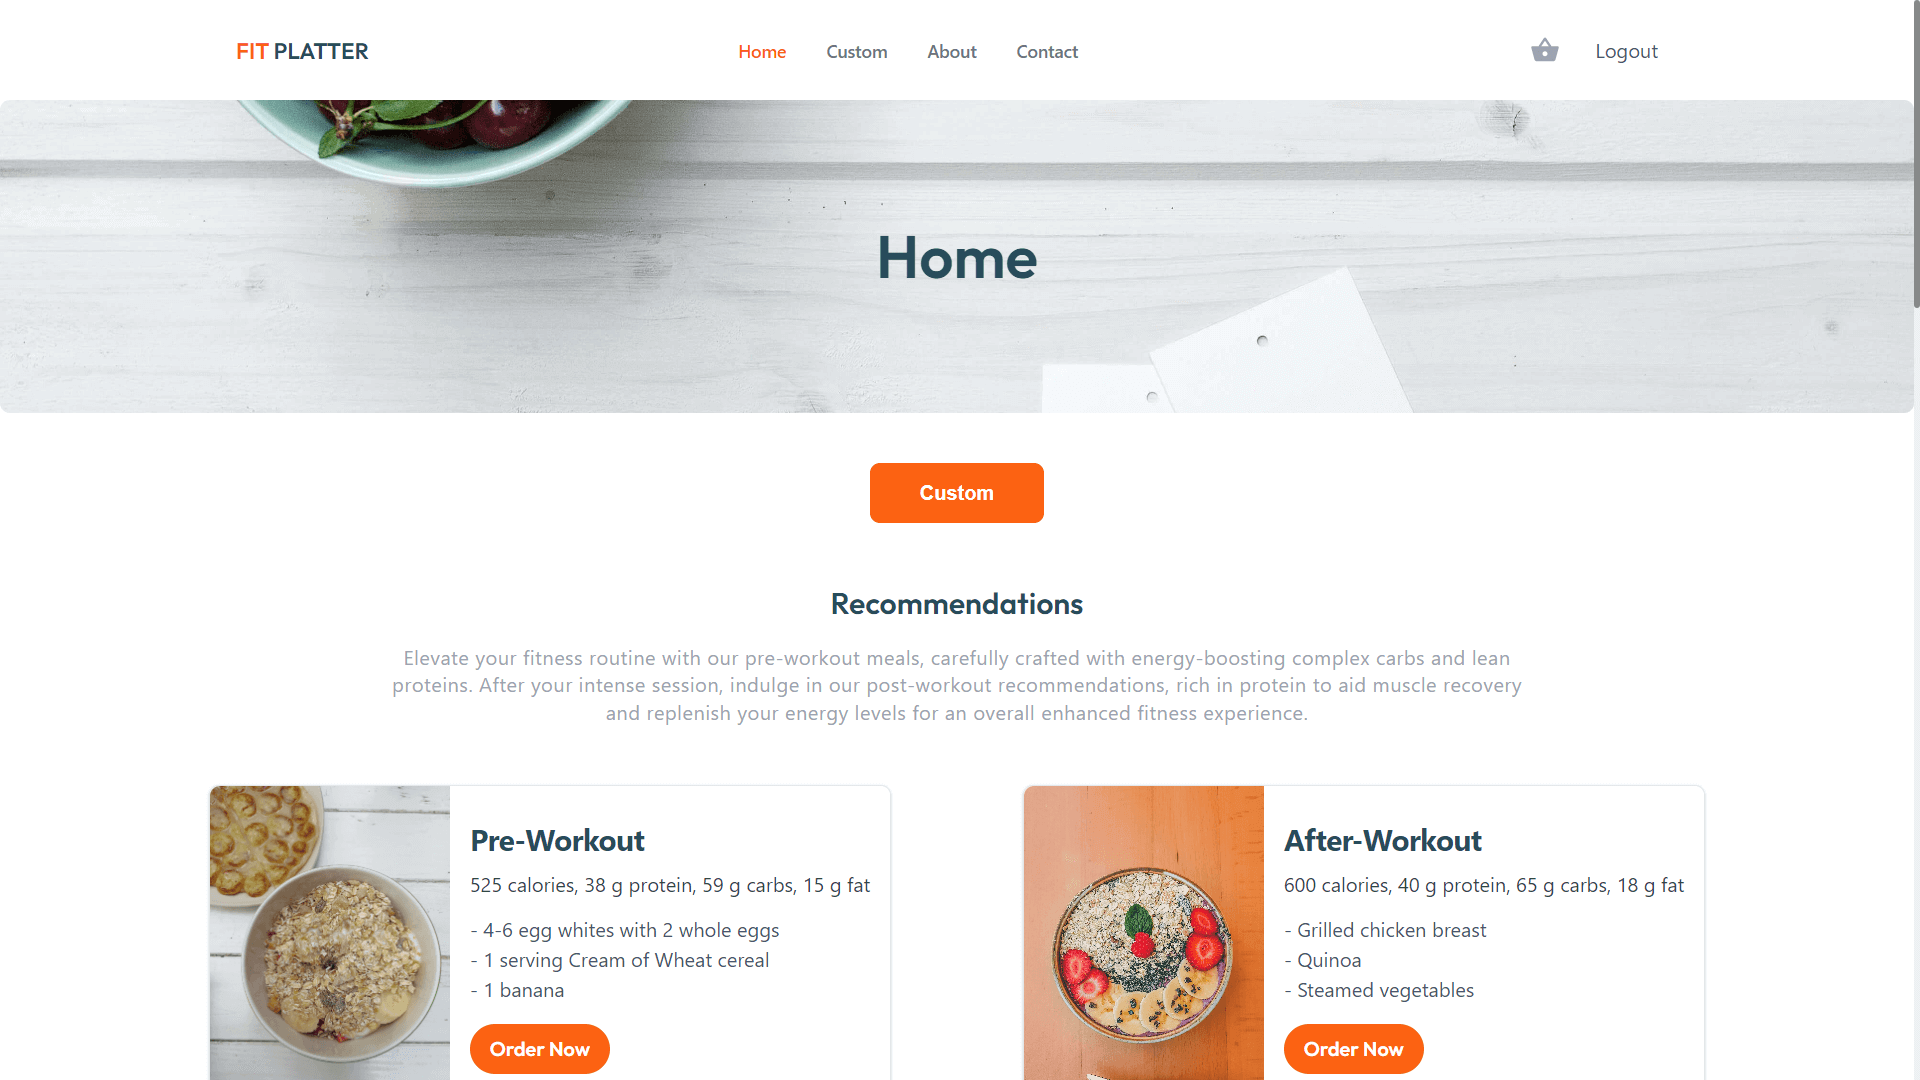 FIT PLATTER
Home
Custom
About
Contact
Logout
Home
Custom
Recommendations
Elevate your fitness routine with our pre-workout meals, carefully crafted with energy-boosting complex carbs and lean
proteins. After your intense session, indulge in our post-workout recommendations, rich in protein to aid muscle recovery
and replenish your energy levels for an overall enhanced fitness experience.
Pre-Workout
525 calories, 38 g protein, 59 g carbs, 15 g fat
- 4-6 egg whites with 2 whole eggs
- 1 serving Cream of Wheat cereal
- 1 banana
Order Now
After-Workout
600 calories, 40 g protein, 65 g carbs, 18 g fat
- Grilled chicken breast
- Quinoa
- Steamed vegetables
Order Now